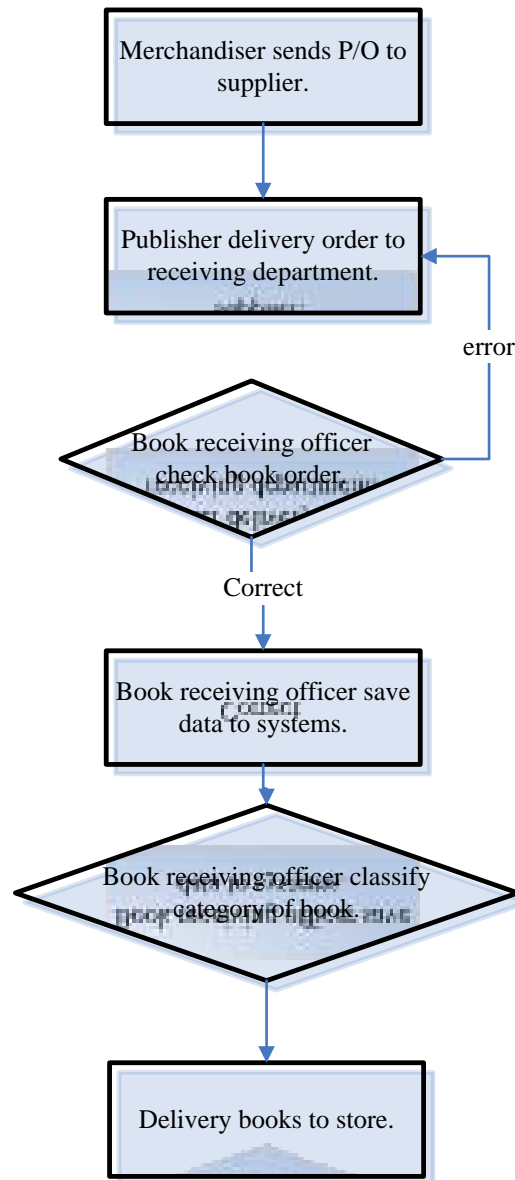 Merchandiser sends P/O to
supplier.
Publisher delivery order to
receiving department.
error
Book receiving officer
check book order.
Correct
Book receiving officer save
data to systems.
Book receiving officer classify
category of book.
Delivery books to store.